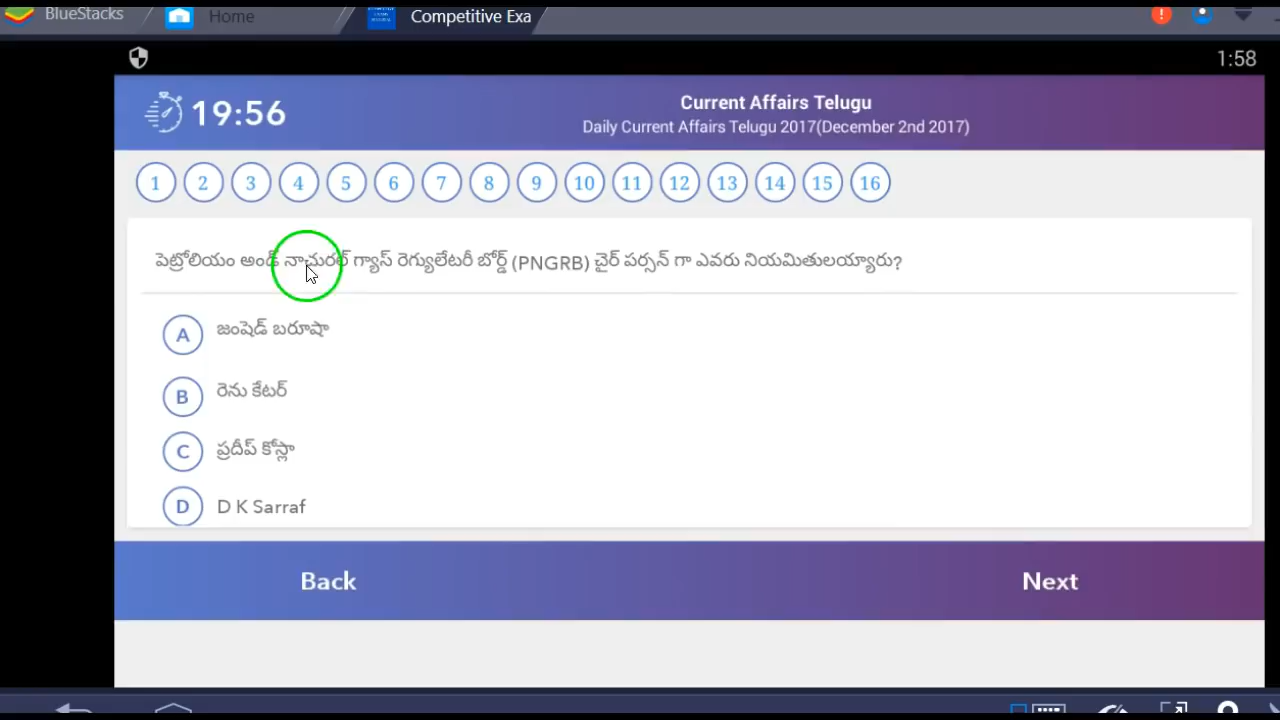 BlueStacks
Home
Competitive Exa
1:58
19:56
Current Affairs Telugu
Daily Current Affairs Telugu 2017(December 2nd 2017)
1 2 3 4 5 6 7 8 9 10 11 12 13 14 15 16
పెట్రోలియం అండ్ నాచురల్ గ్యాస్ రెగ్యులేటరీ బోర్డ్ (PNGRB) చైర్ పర్సన్ గా ఎవరు నియమితులయ్యారు?
A జంషెడ్ బరూషా
B రెను కేటర్
C ప్రదీప్ కోస్లా
D D K Sarraf
Back
Next